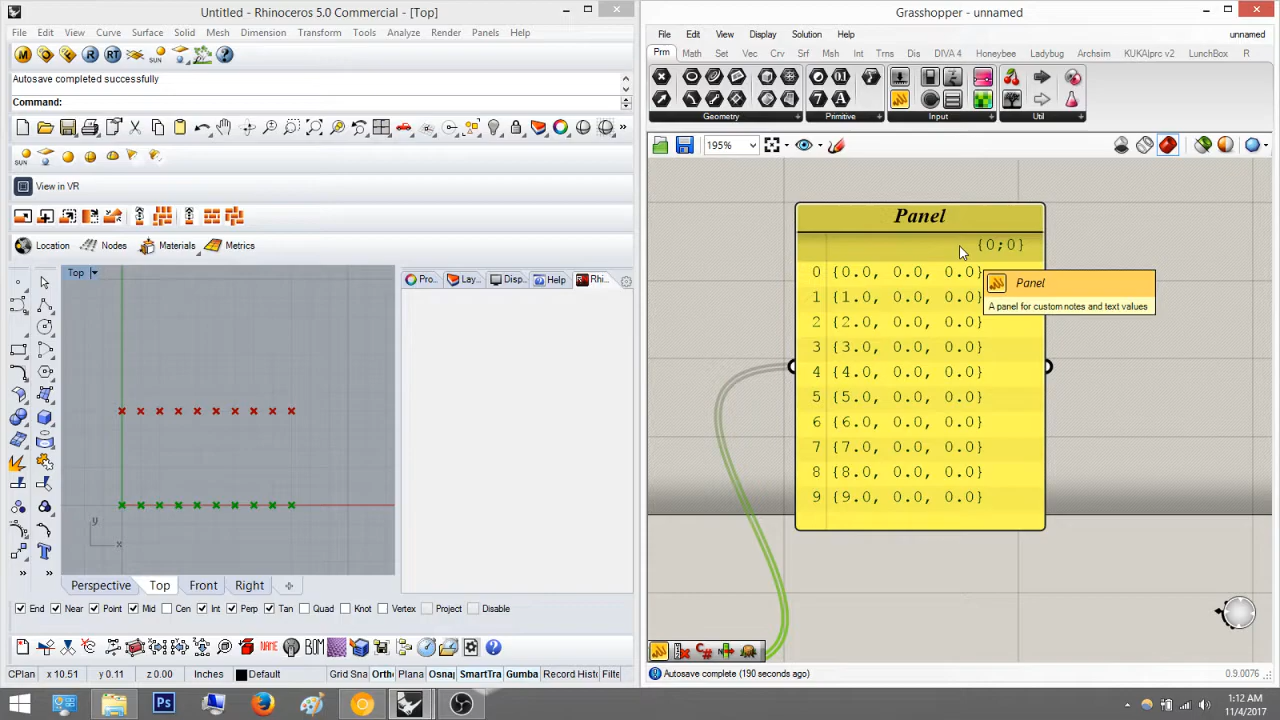 Untitled - Rhinoceros 5.0 Commercial - [Top]
File Edit View Curve Surface Solid Mesh Dimension Transform Tools Analyze Render Panels Help
Autosave completed successfully
Command:
View in VR
Location Nodes Materials Metrics
Top
Pro... Lay... Disp... Help Rhi...
y
x
Perspective Top Front Right
End Near Point Mid Cen Int Perp Tan Quad Knot Vertex Project Disable
NAME BOM
CPlan x 10.51 y 0.11 z 0.00 Inches Default Grid Sn Ortho Plana Osnap SmartTra Gumba Record Hist Filte
Grasshopper - unnamed
File Edit View Display Solution Help unnamed
Prm Math Set Vec Crv Srf Msh Int Trns Dis DIVA 4 Honeybee Ladybug Archsim KUKA|prc v2 LunchBox R
Geometry Primitive Input Util
195%
Panel
{0;0}
0 {0.0, 0.0, 0.0}
1 {1.0, 0.0, 0.0}
2 {2.0, 0.0, 0.0}
3 {3.0, 0.0, 0.0}
4 {4.0, 0.0, 0.0}
5 {5.0, 0.0, 0.0}
6 {6.0, 0.0, 0.0}
7 {7.0, 0.0, 0.0}
8 {8.0, 0.0, 0.0}
9 {9.0, 0.0, 0.0}
Panel
A panel for custom notes and text values
Autosave complete (190 seconds ago)
0.9.0076
1:12 AM
11/4/2017